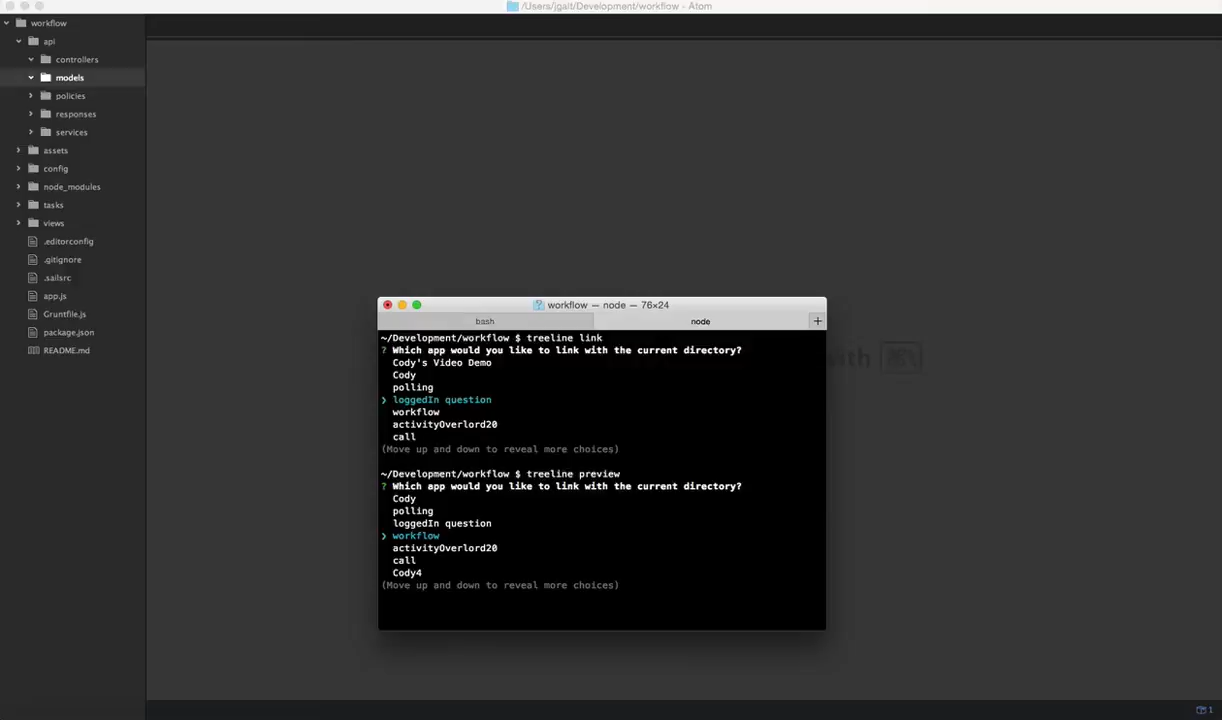 /Users/jgalt/Development/workflow - Atom
workflow
api
controllers
models
policies
responses
services
assets
config
node_modules
tasks
views
.editorconfig
.gitignore
.sailsrc
app.js
Gruntfile.js
package.json
README.md
workflow — node — 76×24
bash
node
+
~/Development/workflow $ treeline link
? Which app would you like to link with the current directory?
Cody's Video Demo
Cody
polling
❯ loggedIn question
workflow
activityOverlord20
call
(Move up and down to reveal more choices)
~/Development/workflow $ treeline preview
? Which app would you like to link with the current directory?
Cody
polling
loggedIn question
❯ workflow
activityOverlord20
call
Cody4
(Move up and down to reveal more choices)
with
1